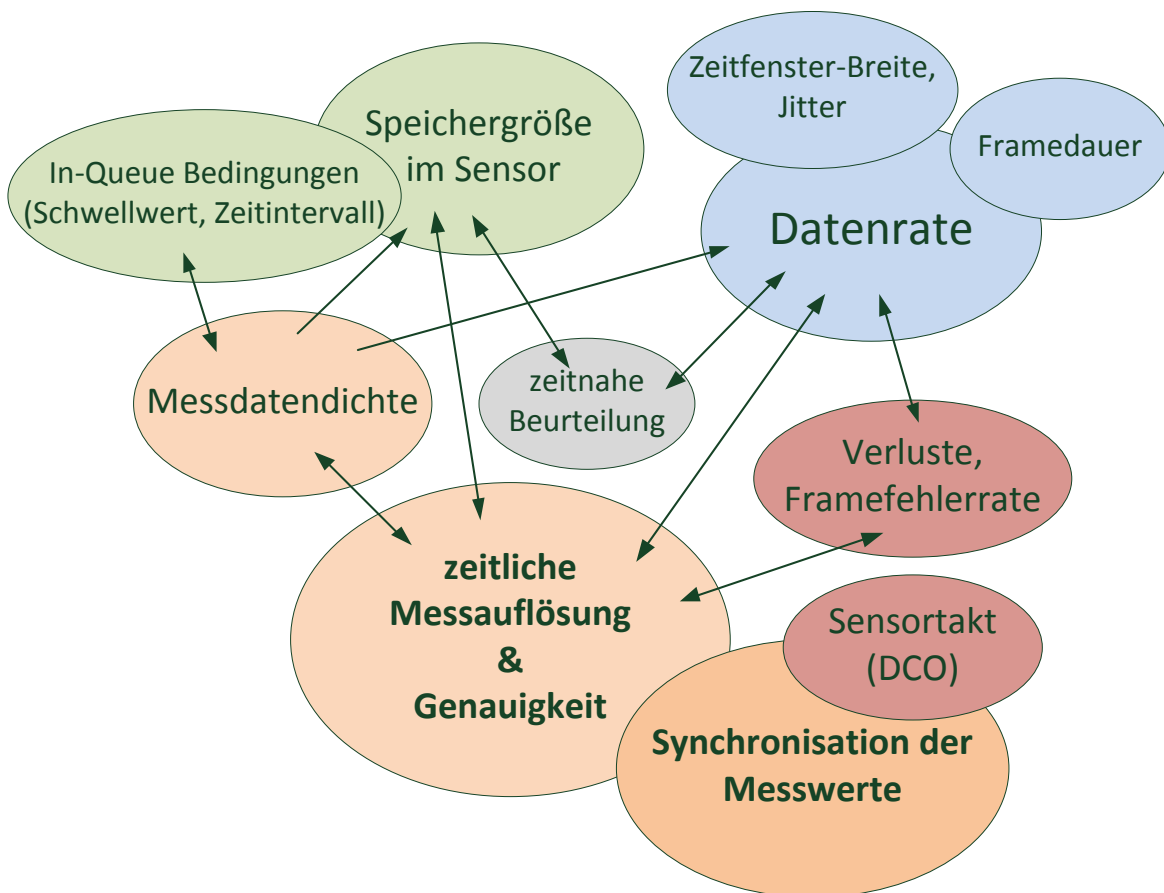 Zeitfenster-Breite,
Jitter
Framedauer
Speichergröße
im Sensor
In-Queue Bedingungen
(Schwellwert, Zeitintervall)
Datenrate
Messdatendichte
zeitnahe
Beurteilung
Verluste,
Framefehlerrate
zeitliche
Messauflösung
&
Genauigkeit
Sensortakt
(DCO)
Synchronisation der
Messwerte